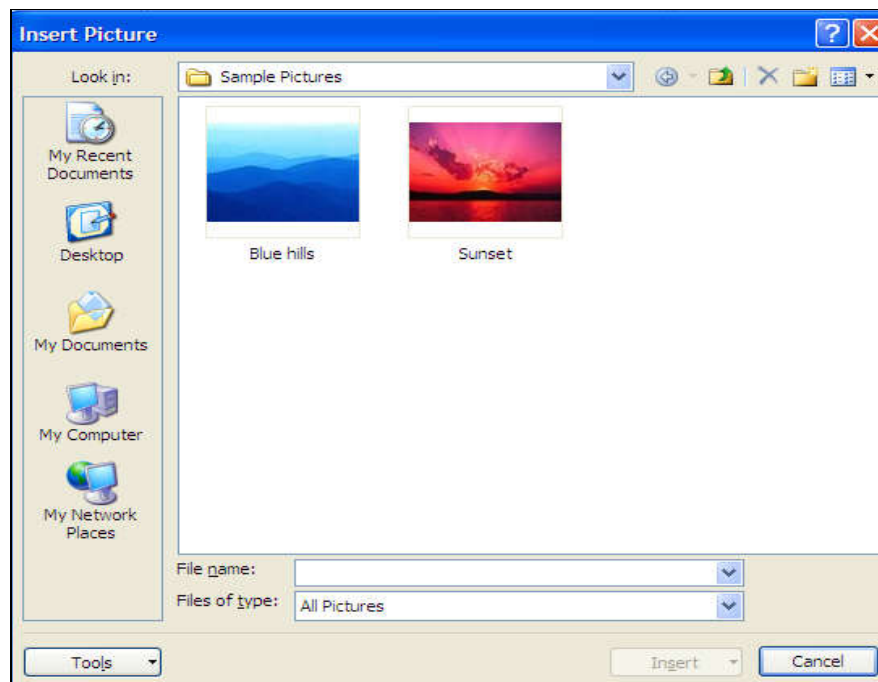 Insert Picture
?
Look in:
Sample Pictures
My Recent
Documents
Desktop
My Documents
My Computer
My Network
Places
Blue hills
Sunset
File name:
Files of type:
All Pictures
Tools
Insert
Cancel